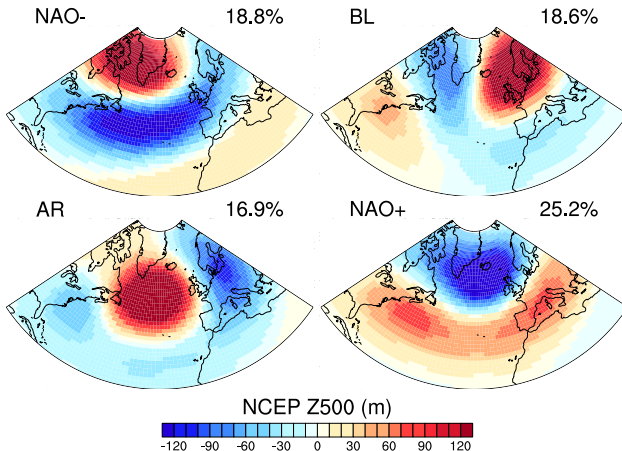 NAO- 18.8%
BL 18.6%
AR 16.9%
NAO+ 25.2%
NCEP Z500 (m)
-120 -90 -60 -30 0 30 60 90 120